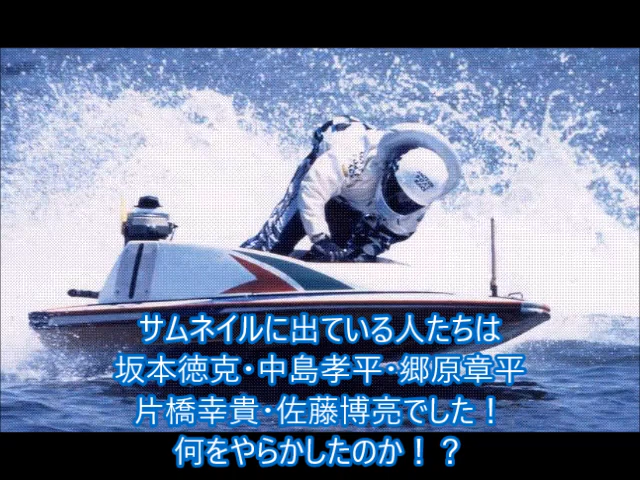 サムネイルに出ている人たちは
坂本徳克・中島孝平・郷原章平
片橋幸貴・佐藤博亮でした！
何をやらかしたのか！？